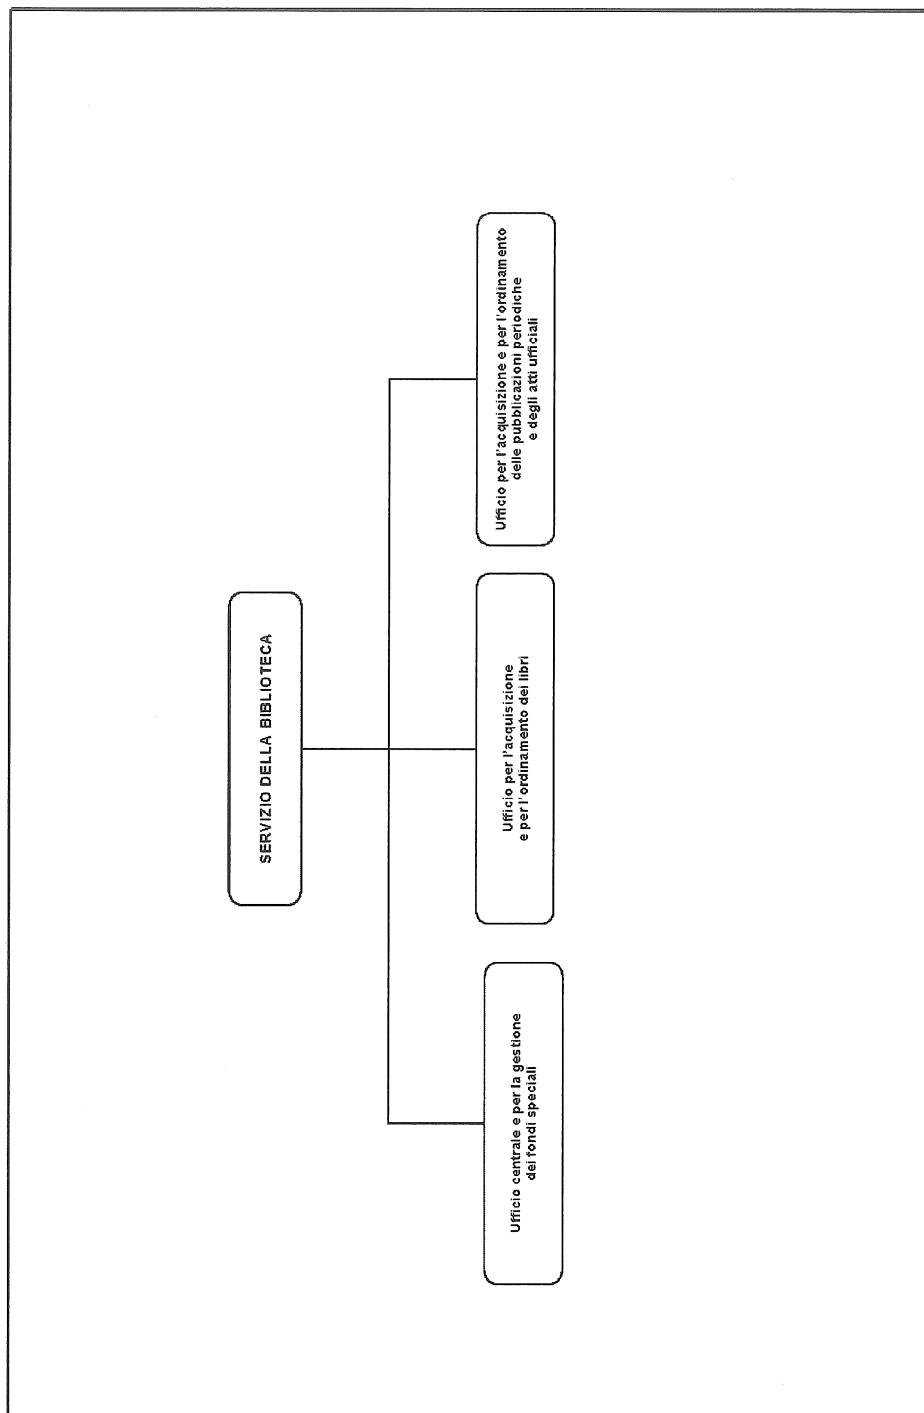 SERVIZIO DELLA BIBLIOTECA
Ufficio centrale e per la gestione
dei fondi speciali
Ufficio per l'acquisizione
e per l'ordinamento dei libri
Ufficio per l'acquisizione e per l'ordinamento
delle pubblicazioni periodiche
e degli atti ufficiali